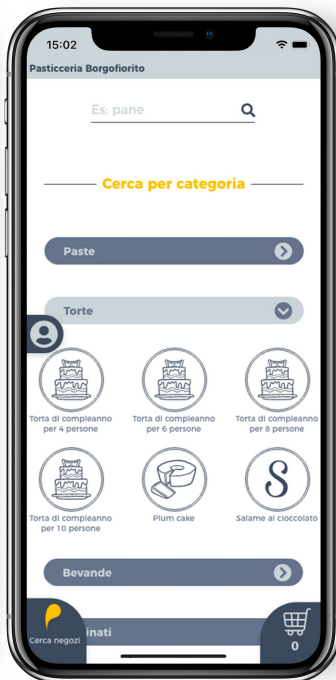 15:02
Pasticceria Borgofiorito
Es: pane
Cerca per categoria
Paste
Torte
Torta di compleanno per 4 persone
Torta di compleanno per 6 persone
Torta di compleanno per 8 persone
Torta di compleanno per 10 persone
Plum cake
S
Salame al cioccolato
Bevande
inati
Cerca negozi
0